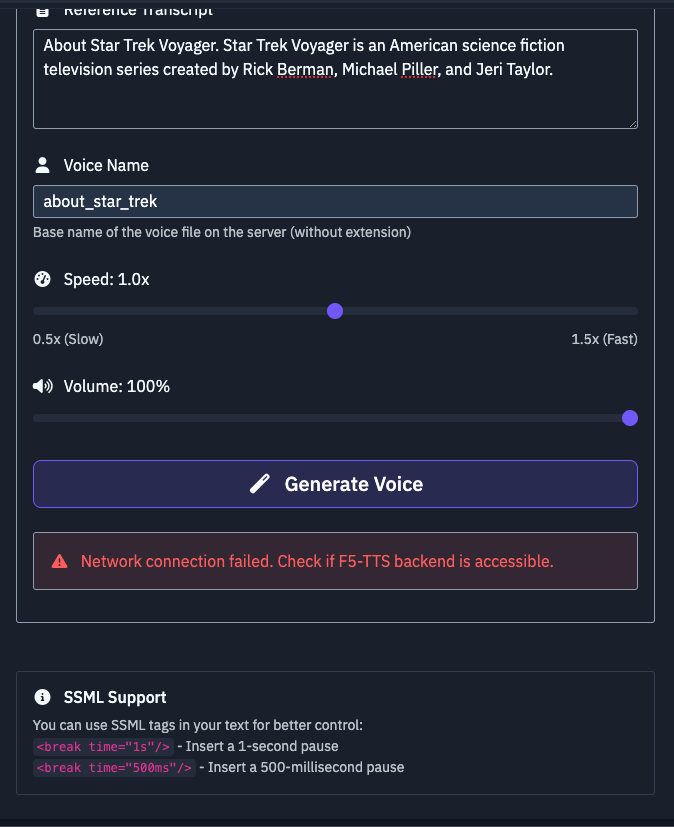 Reference Transcript
About Star Trek Voyager. Star Trek Voyager is an American science fiction
television series created by Rick Berman, Michael Piller, and Jeri Taylor.
Voice Name
about_star_trek
Base name of the voice file on the server (without extension)
Speed: 1.0x
0.5x (Slow) 1.5x (Fast)
Volume: 100%
Generate Voice
Network connection failed. Check if F5-TTS backend is accessible.
SSML Support
You can use SSML tags in your text for better control:
<break time="1s"/> - Insert a 1-second pause
<break time="500ms"/> - Insert a 500-millisecond pause